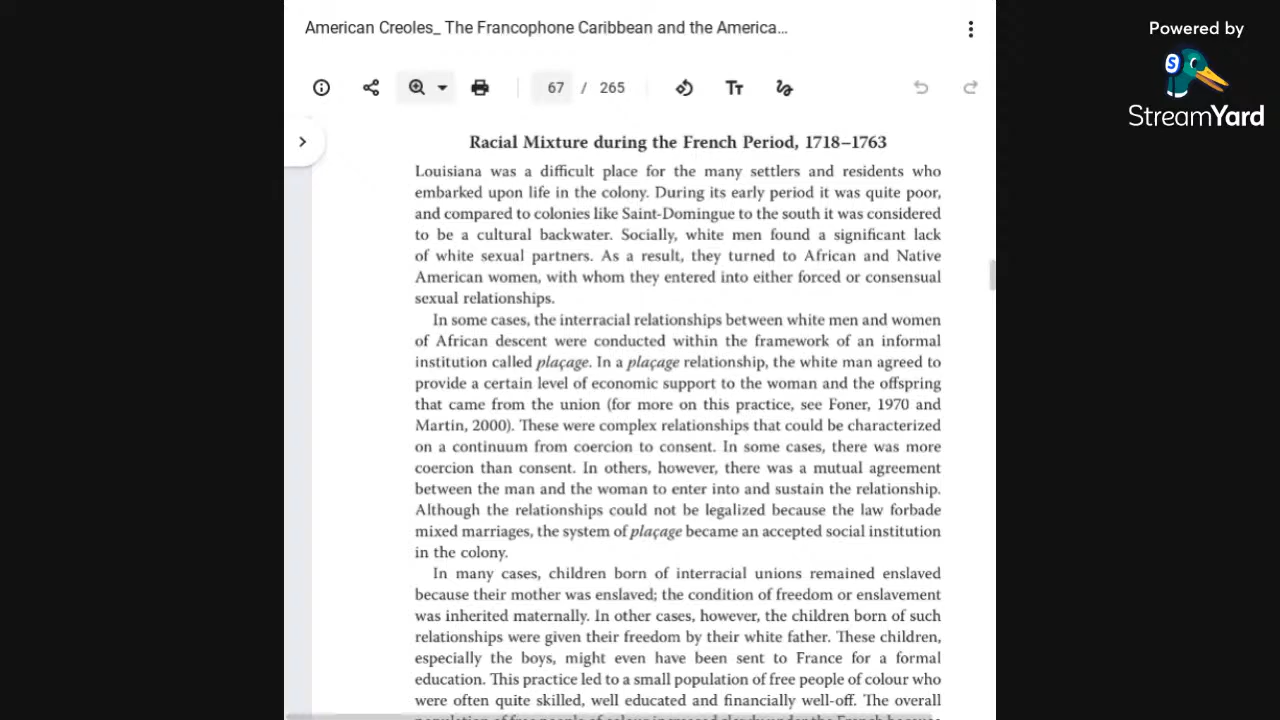 American Creoles_ The Francophone Caribbean and the America...
Powered by
S
StreamYard
67 / 265
Racial Mixture during the French Period, 1718–1763
Louisiana was a difficult place for the many settlers and residents who
embarked upon life in the colony. During its early period it was quite poor,
and compared to colonies like Saint-Domingue to the south it was considered
to be a cultural backwater. Socially, white men found a significant lack
of white sexual partners. As a result, they turned to African and Native
American women, with whom they entered into either forced or consensual
sexual relationships.
In some cases, the interracial relationships between white men and women
of African descent were conducted within the framework of an informal
institution called plaçage. In a plaçage relationship, the white man agreed to
provide a certain level of economic support to the woman and the offspring
that came from the union (for more on this practice, see Foner, 1970 and
Martin, 2000). These were complex relationships that could be characterized
on a continuum from coercion to consent. In some cases, there was more
coercion than consent. In others, however, there was a mutual agreement
between the man and the woman to enter into and sustain the relationship.
Although the relationships could not be legalized because the law forbade
mixed marriages, the system of plaçage became an accepted social institution
in the colony.
In many cases, children born of interracial unions remained enslaved
because their mother was enslaved; the condition of freedom or enslavement
was inherited maternally. In other cases, however, the children born of such
relationships were given their freedom by their white father. These children,
especially the boys, might even have been sent to France for a formal
education. This practice led to a small population of free people of colour who
were often quite skilled, well educated and financially well-off. The overall